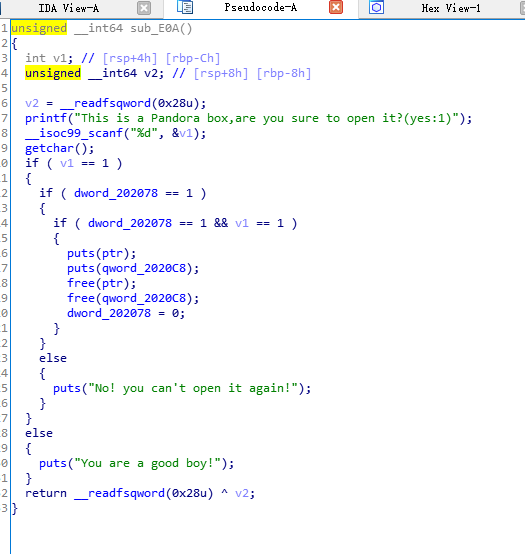 IDA View-A Pseudocode-A Hex View-1
1 unsigned __int64 sub_E0A()
2 {
3 int v1; // [rsp+4h] [rbp-Ch]
4 unsigned __int64 v2; // [rsp+8h] [rbp-8h]
5
6 v2 = __readfsqword(0x28u);
7 printf("This is a Pandora box,are you sure to open it?(yes:1)");
8 __isoc99_scanf("%d", &v1);
9 getchar();
0 if ( v1 == 1 )
1 {
2 if ( dword_202078 == 1 )
3 {
4 if ( dword_202078 == 1 && v1 == 1 )
5 {
6 puts(ptr);
7 puts(qword_2020C8);
8 free(ptr);
9 free(qword_2020C8);
0 dword_202078 = 0;
1 }
2 }
3 else
4 {
5 puts("No! you can't open it again!");
6 }
7 }
8 else
9 {
0 puts("You are a good boy!");
1 }
2 return __readfsqword(0x28u) ^ v2;
3 }